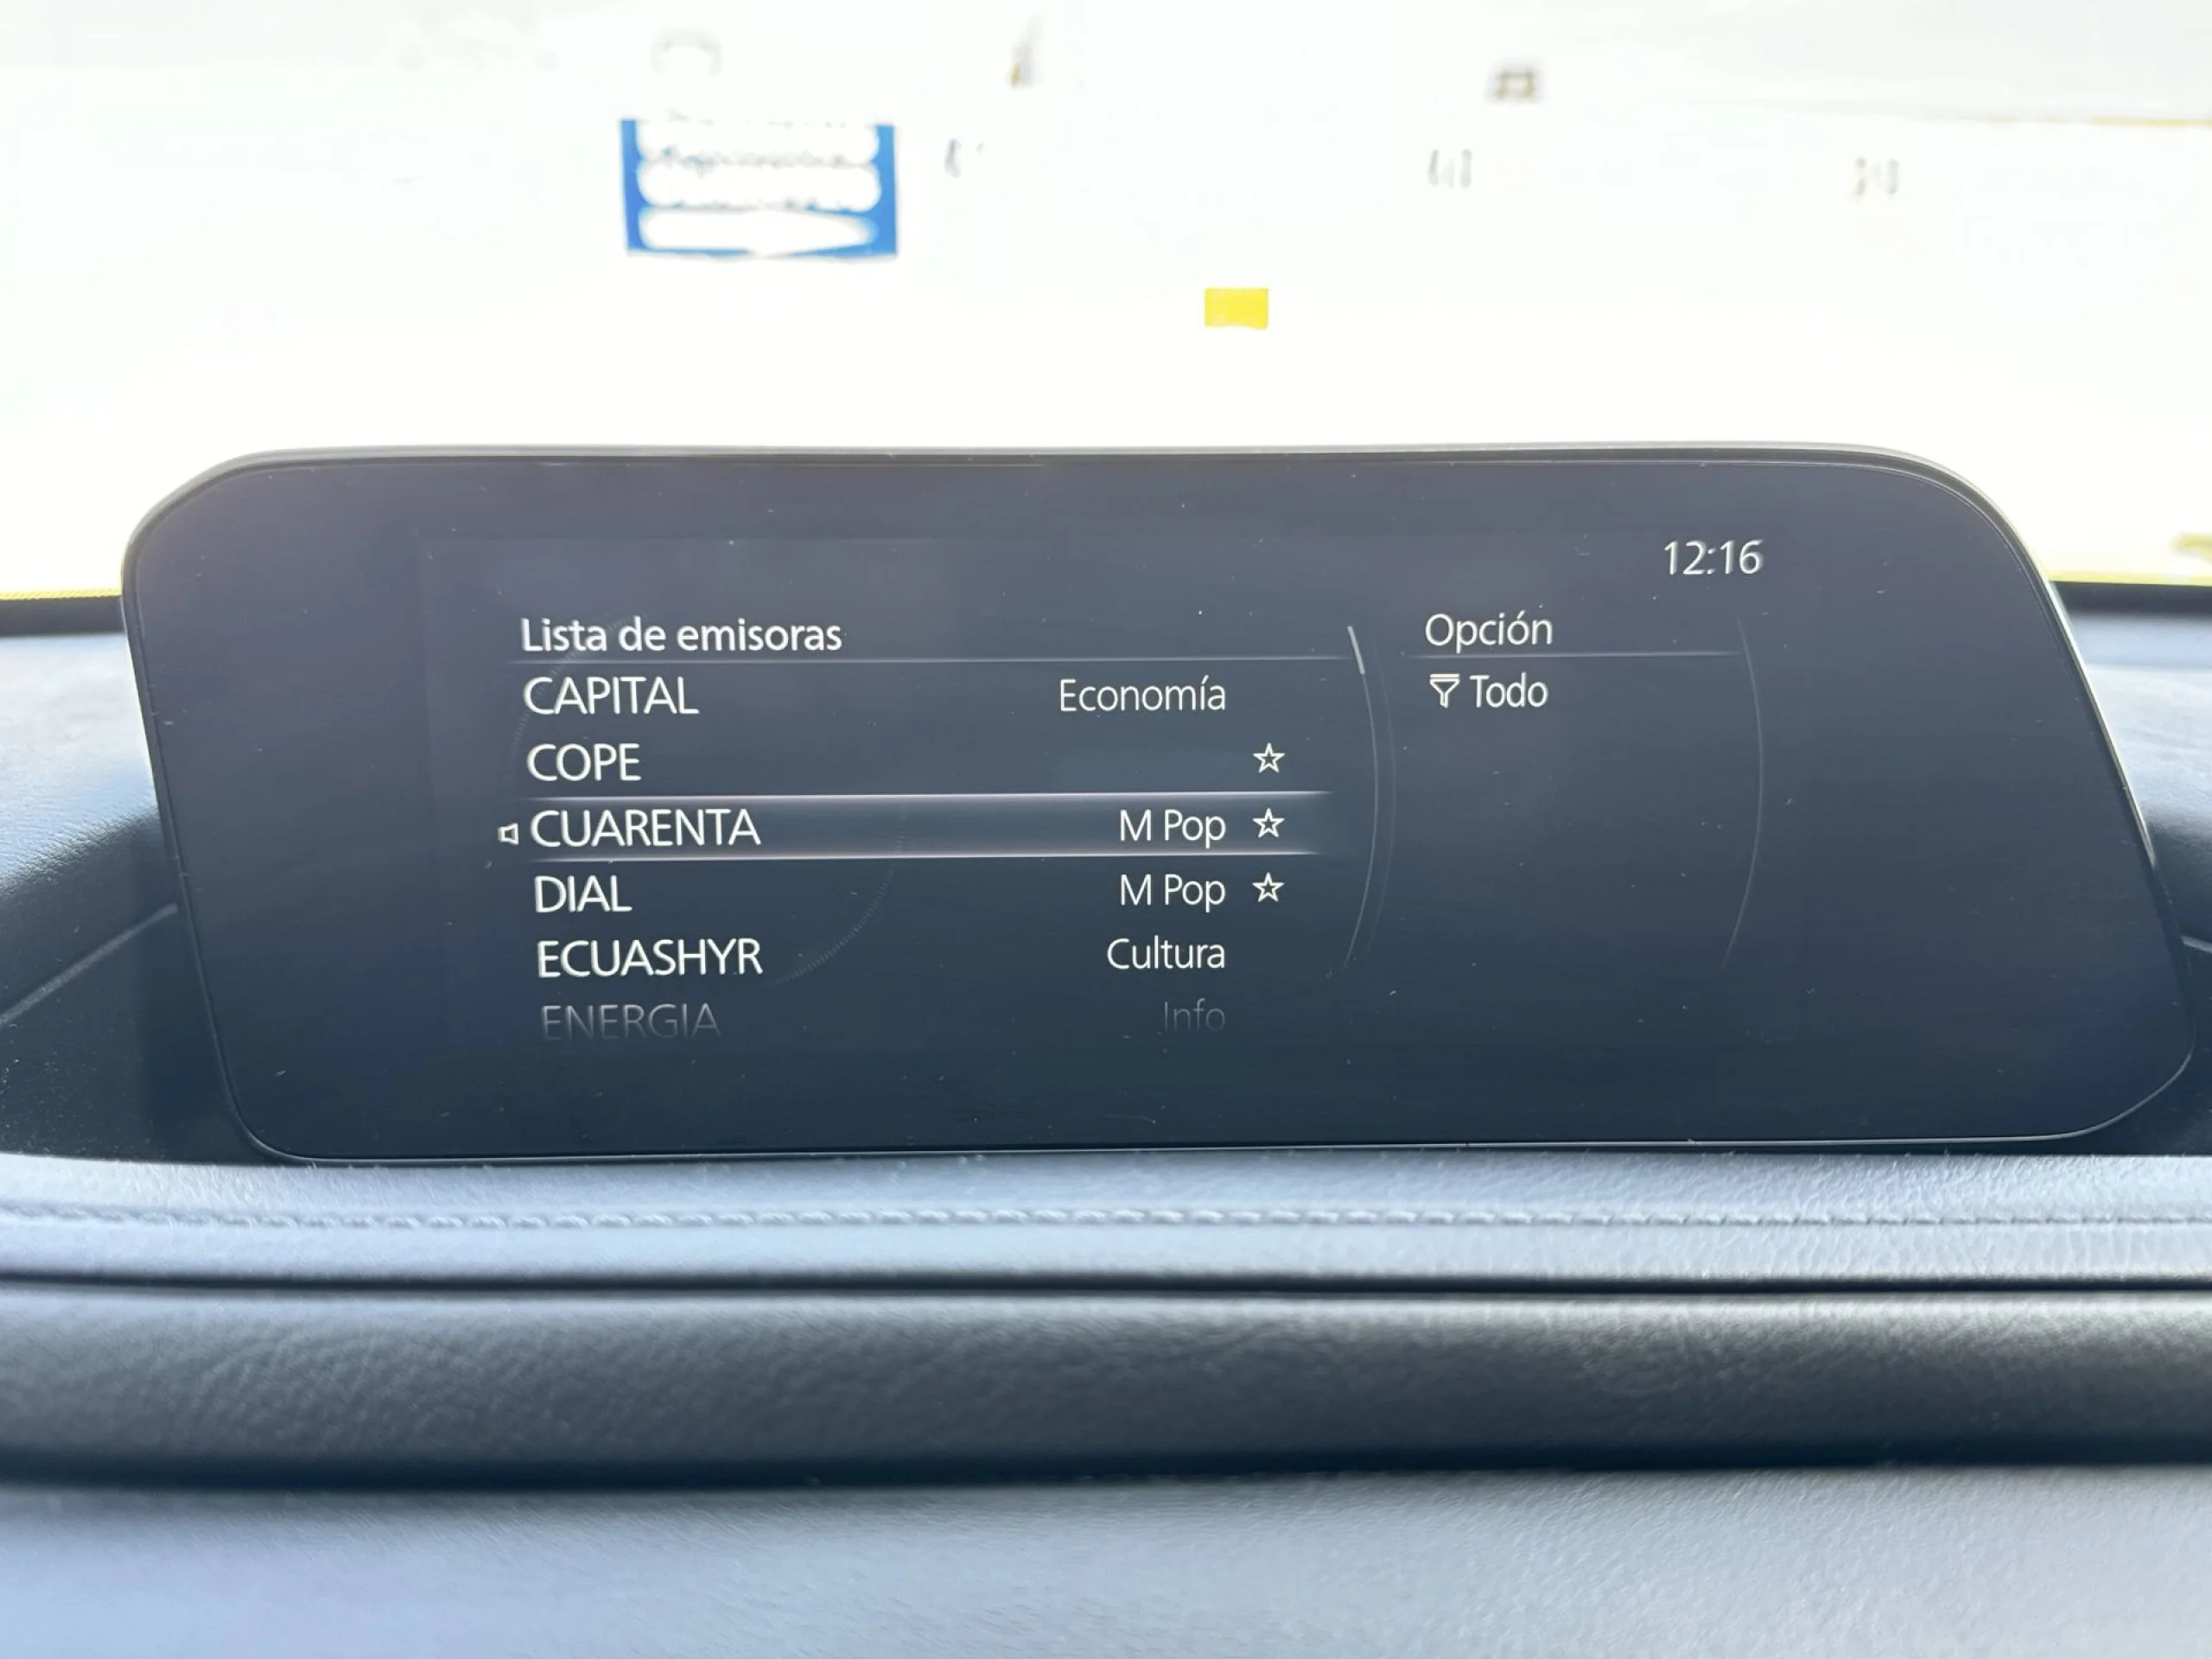 12:16
Lista de emisoras
CAPITAL Economía
COPE ☆
CUARENTA M Pop ☆
DIAL M Pop ☆
ECUASHYR Cultura
ENERGIA Info
Opción
Todo